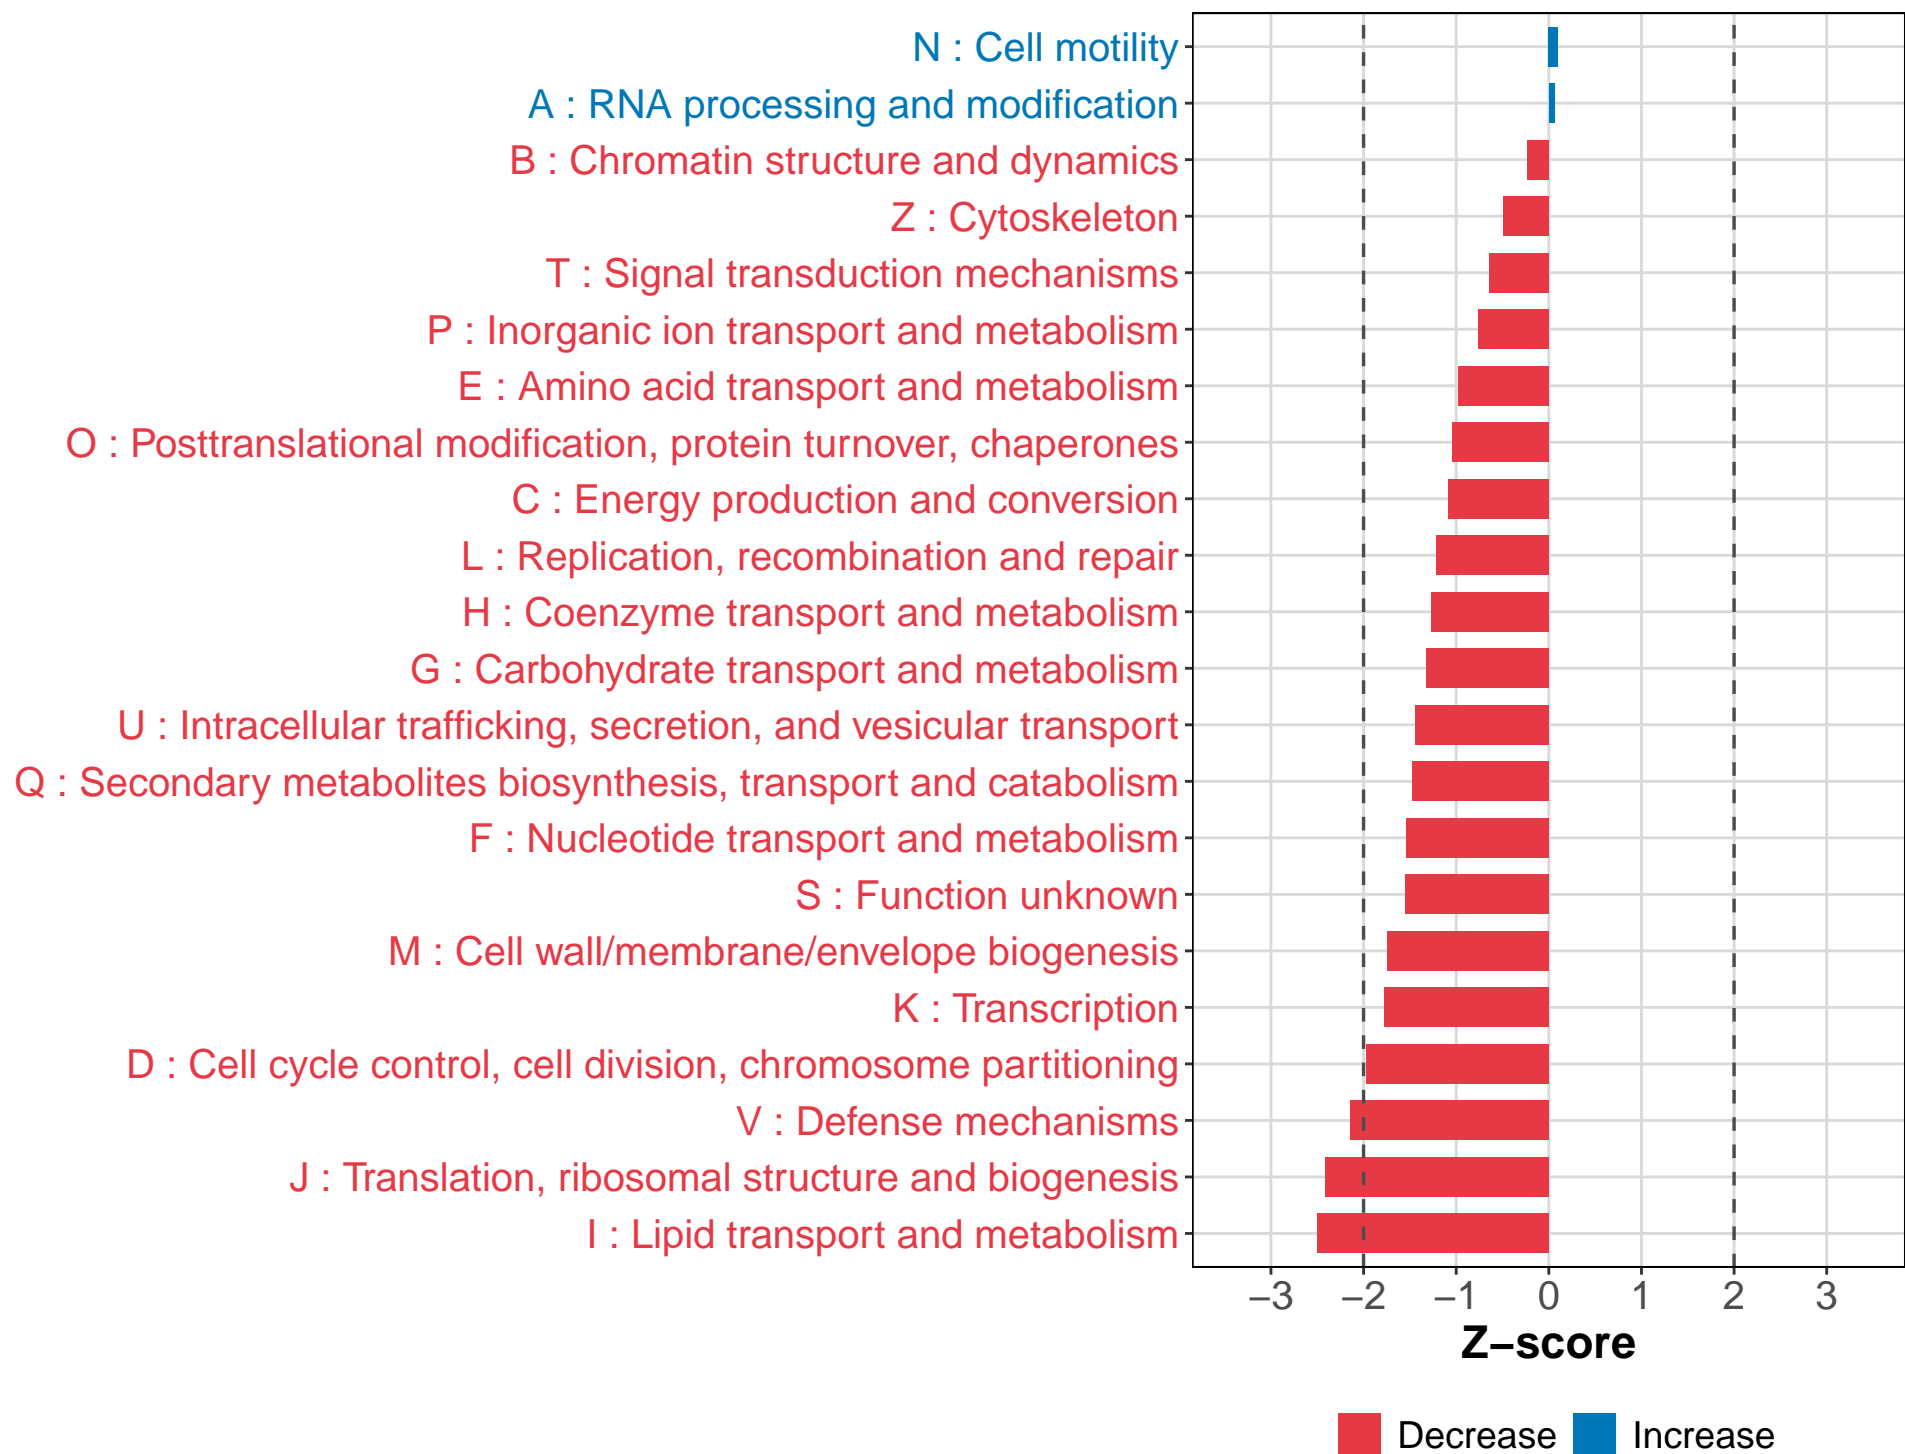 N : Cell motility
A : RNA processing and modification
B : Chromatin structure and dynamics
Z : Cytoskeleton
T : Signal transduction mechanisms
P : Inorganic ion transport and metabolism
E : Amino acid transport and metabolism
O : Posttranslational modification, protein turnover, chaperones
C : Energy production and conversion
L : Replication, recombination and repair
H : Coenzyme transport and metabolism
G : Carbohydrate transport and metabolism
U : Intracellular trafficking, secretion, and vesicular transport
Q : Secondary metabolites biosynthesis, transport and catabolism
F : Nucleotide transport and metabolism
S : Function unknown
M : Cell wall/membrane/envelope biogenesis
K : Transcription
D : Cell cycle control, cell division, chromosome partitioning
V : Defense mechanisms
J : Translation, ribosomal structure and biogenesis
I : Lipid transport and metabolism
−3 −2 −1 0 1 2 3
Z−score
Decrease Increase